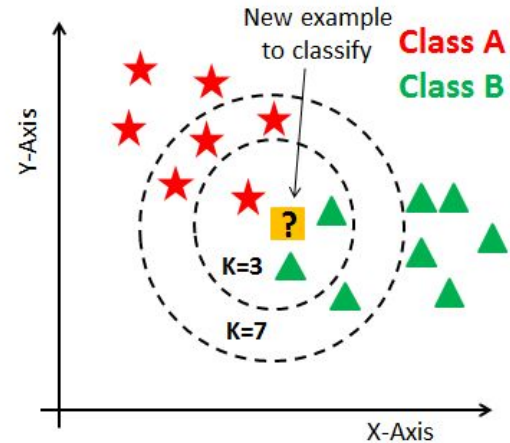 New example
to classify
Class A
Class B
Y-Axis
?
K=3
K=7
X-Axis